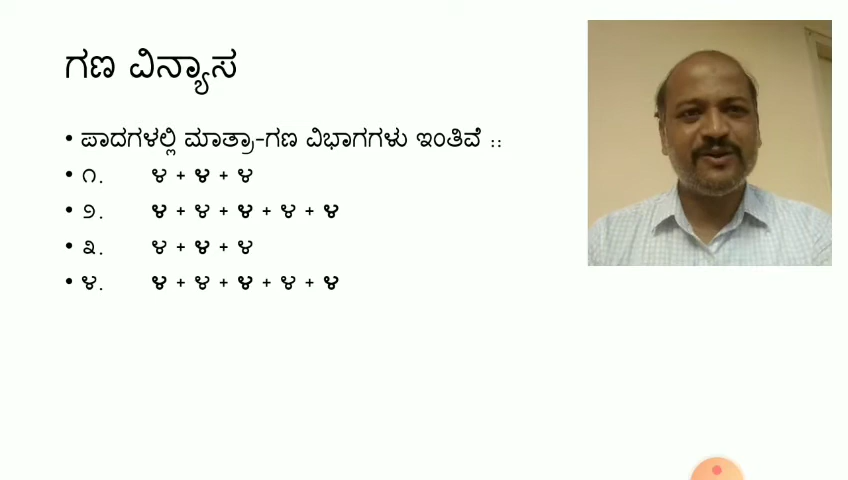 ಗಣ ವಿನ್ಯಾಸ
• ಪಾದಗಳಲ್ಲಿ ಮಾತ್ರಾ-ಗಣ ವಿಭಾಗಗಳು ಇಂತಿವೆ ::
• ೧. ೪ + ೪ + ೪
• ೨. ೪ + ೪ + ೪ + ೪ + ೪
• ೩. ೪ + ೪ + ೪
• ೪. ೪ + ೪ + ೪ + ೪ + ೪